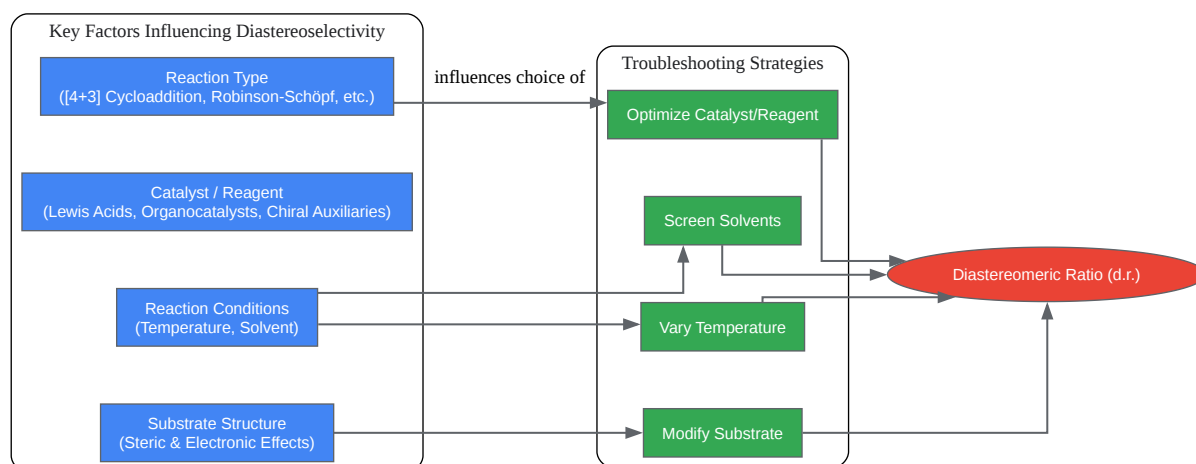 Key Factors Influencing Diastereoselectivity
Reaction Type
([4+3] Cycloaddition, Robinson-Schöpf, etc.)
Catalyst / Reagent
(Lewis Acids, Organocatalysts, Chiral Auxiliaries)
Reaction Conditions
(Temperature, Solvent)
Substrate Structure
(Steric & Electronic Effects)
influences choice of
Troubleshooting Strategies
Optimize Catalyst/Reagent
Screen Solvents
Vary Temperature
Modify Substrate
Diastereomeric Ratio (d.r.)